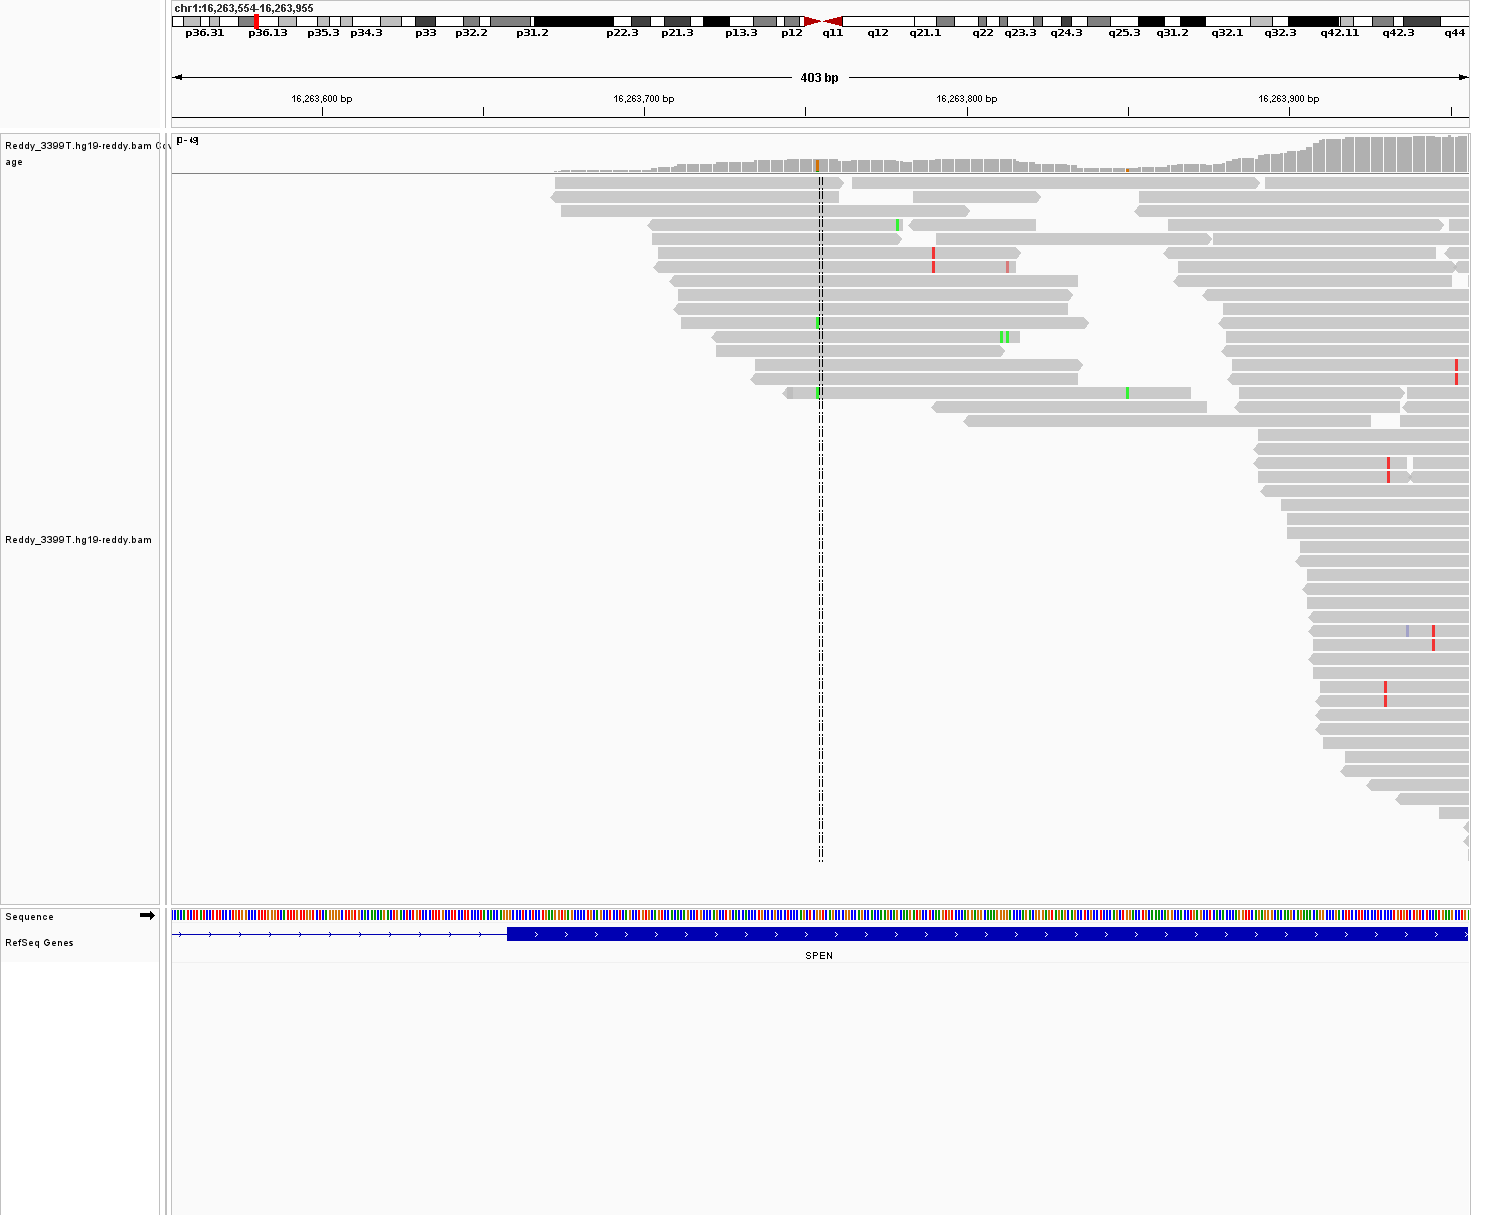 chr1:16,263,554-16,263,955
p36.31 p36.13 p35.3 p34.3 p33 p32.2 p31.2 p22.3 p21.3 p13.3 p12 q11 q12 q21.1 q22 q23.3 q24.3 q25.3 q31.2 q32.1 q32.3 q42.11 q42.3 q44
403 bp
16,263,600 bp 16,263,700 bp 16,263,800 bp 16,263,900 bp
Reddy_3399T.hg19-reddy.bam Cov
age
Reddy_3399T.hg19-reddy.bam
Sequence
RefSeq Genes
SPEN